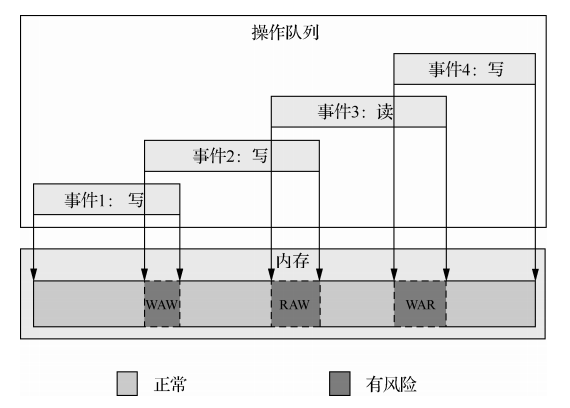 操作队列
事件4：写
事件3：读
事件2：写
事件1： 写
内存
WAW RAW WAR
正常 有风险